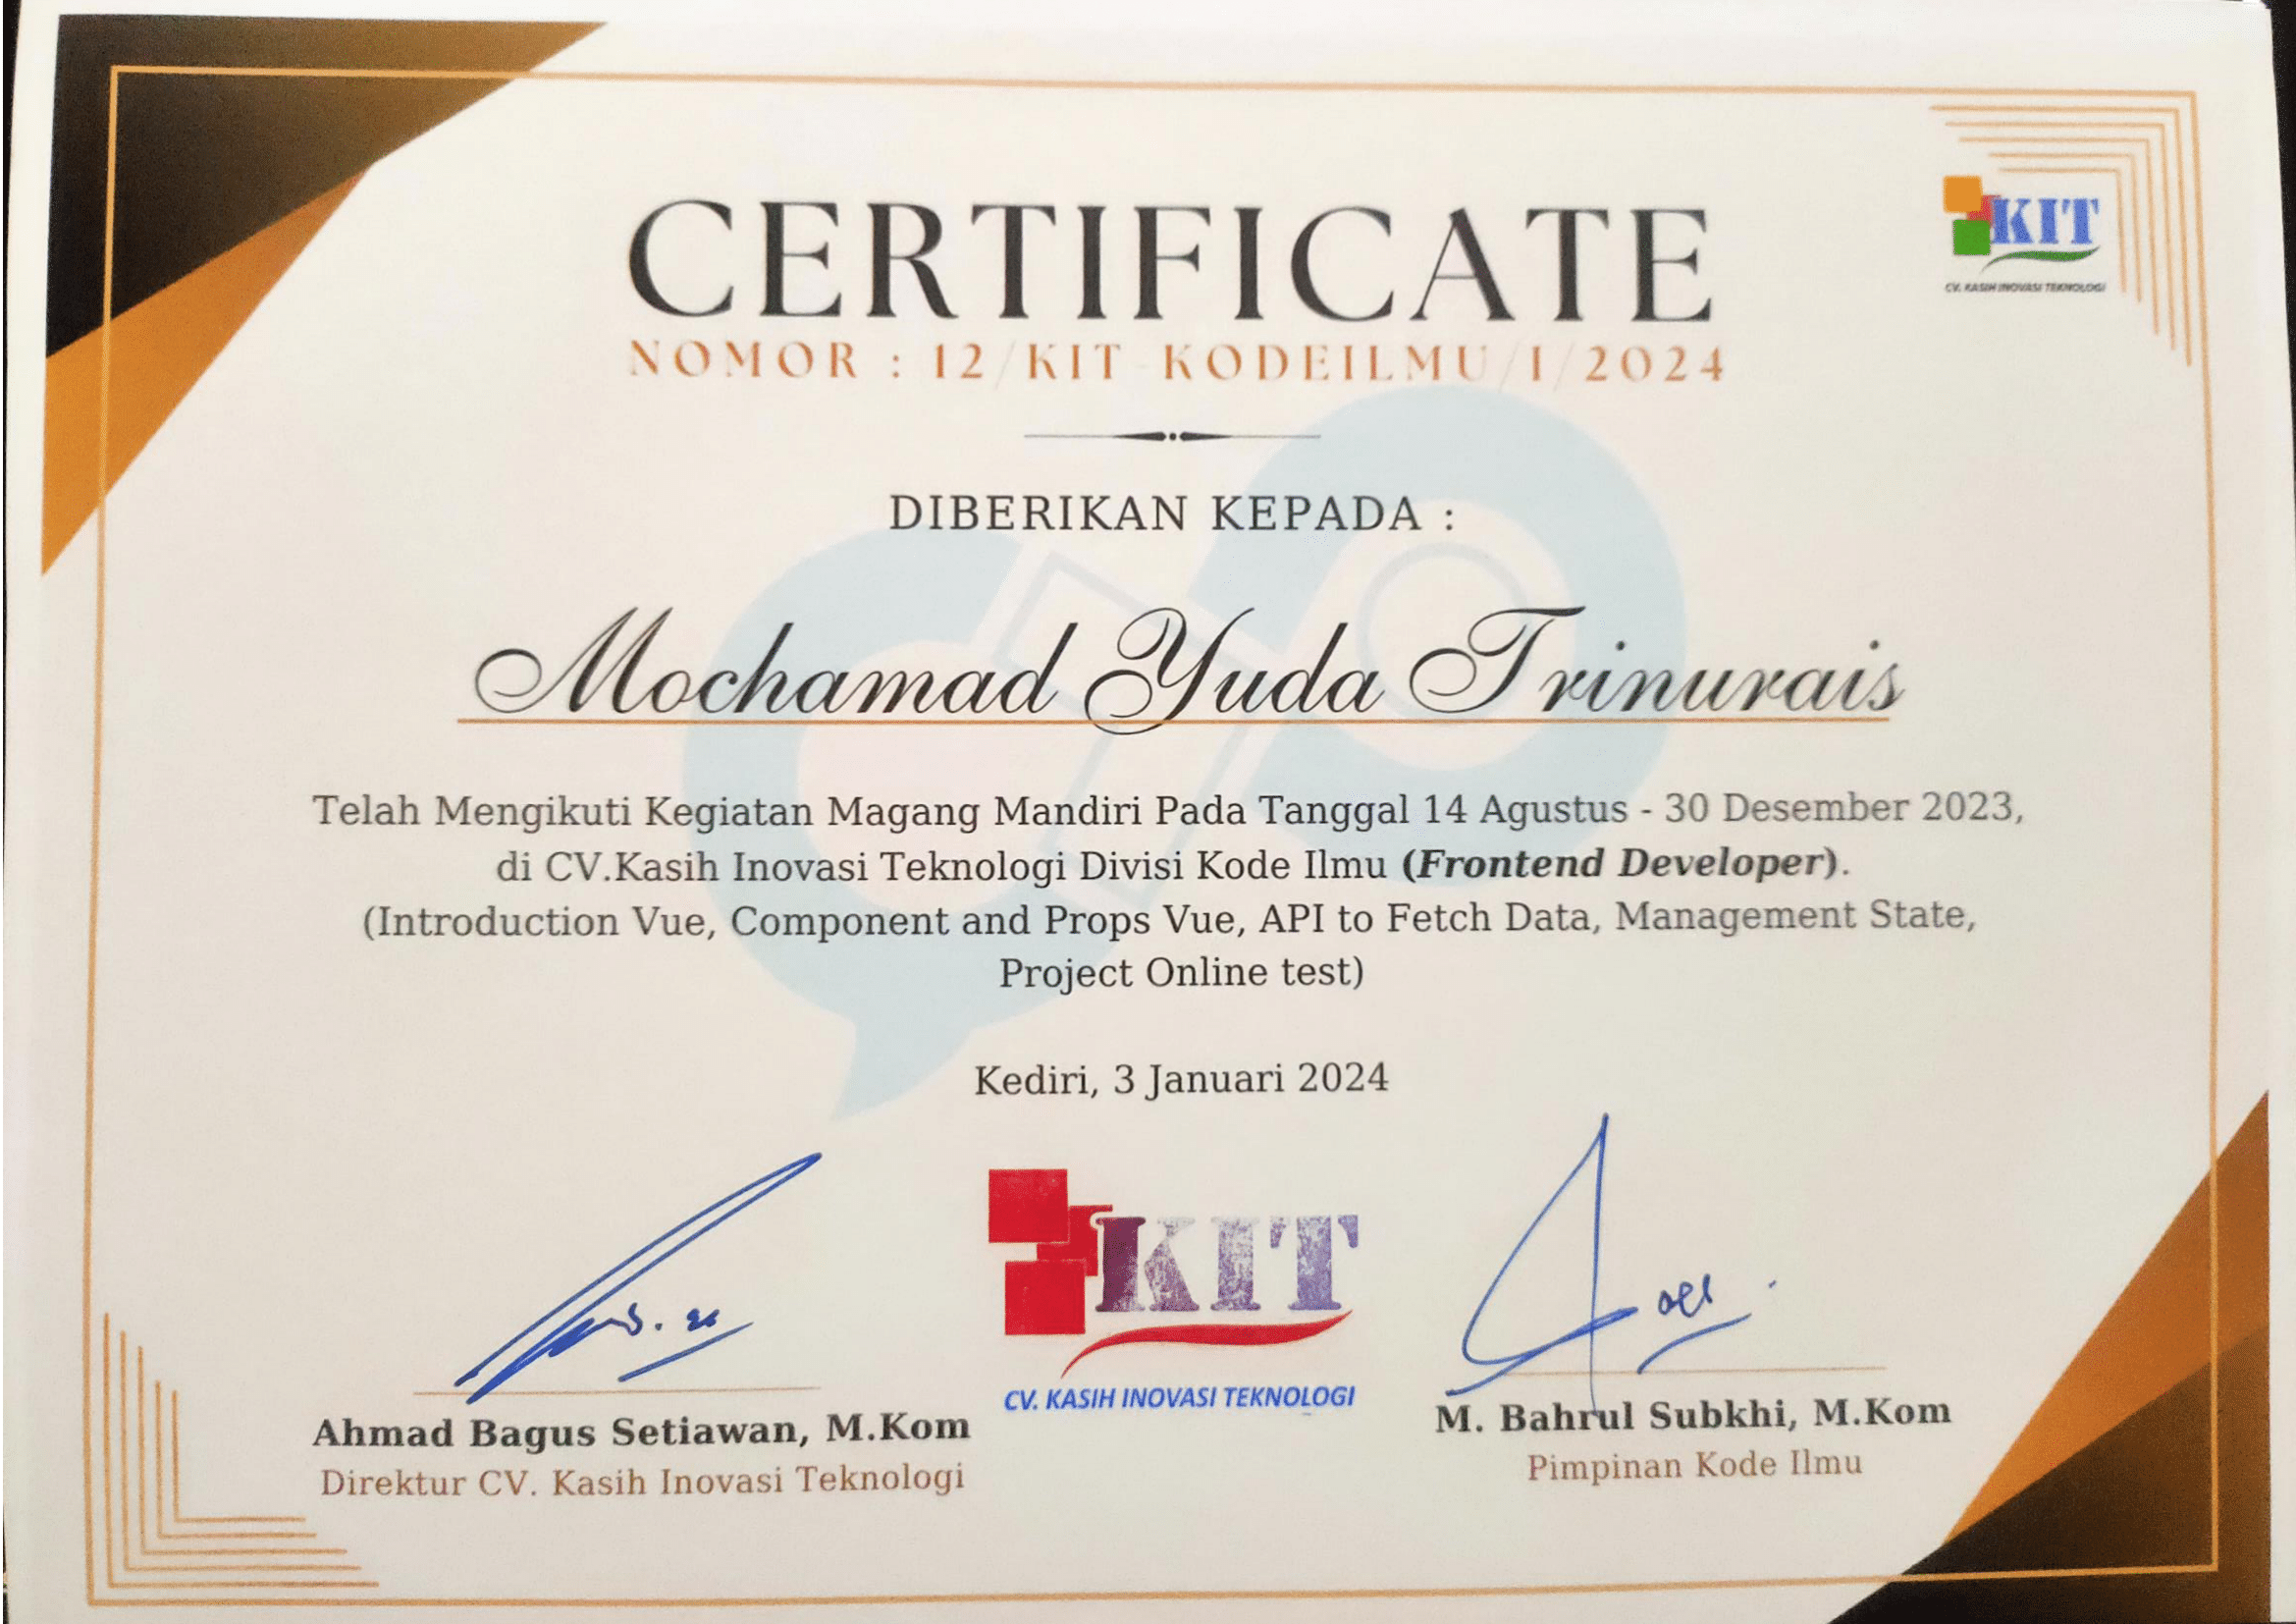 KIT
CV. KASIH INOVASI TEKNOLOGI
CERTIFICATE
NOMOR : 12/KIT-KODEILMU/I/2024
DIBERIKAN KEPADA :
Mochamad Yuda Trinurais
Telah Mengikuti Kegiatan Magang Mandiri Pada Tanggal 14 Agustus - 30 Desember 2023,
di CV.Kasih Inovasi Teknologi Divisi Kode Ilmu (Frontend Developer).
(Introduction Vue, Component and Props Vue, API to Fetch Data, Management State,
Project Online test)
Kediri, 3 Januari 2024
KIT
CV. KASIH INOVASI TEKNOLOGI
Ahmad Bagus Setiawan, M.Kom
Direktur CV. Kasih Inovasi Teknologi
M. Bahrul Subkhi, M.Kom
Pimpinan Kode Ilmu